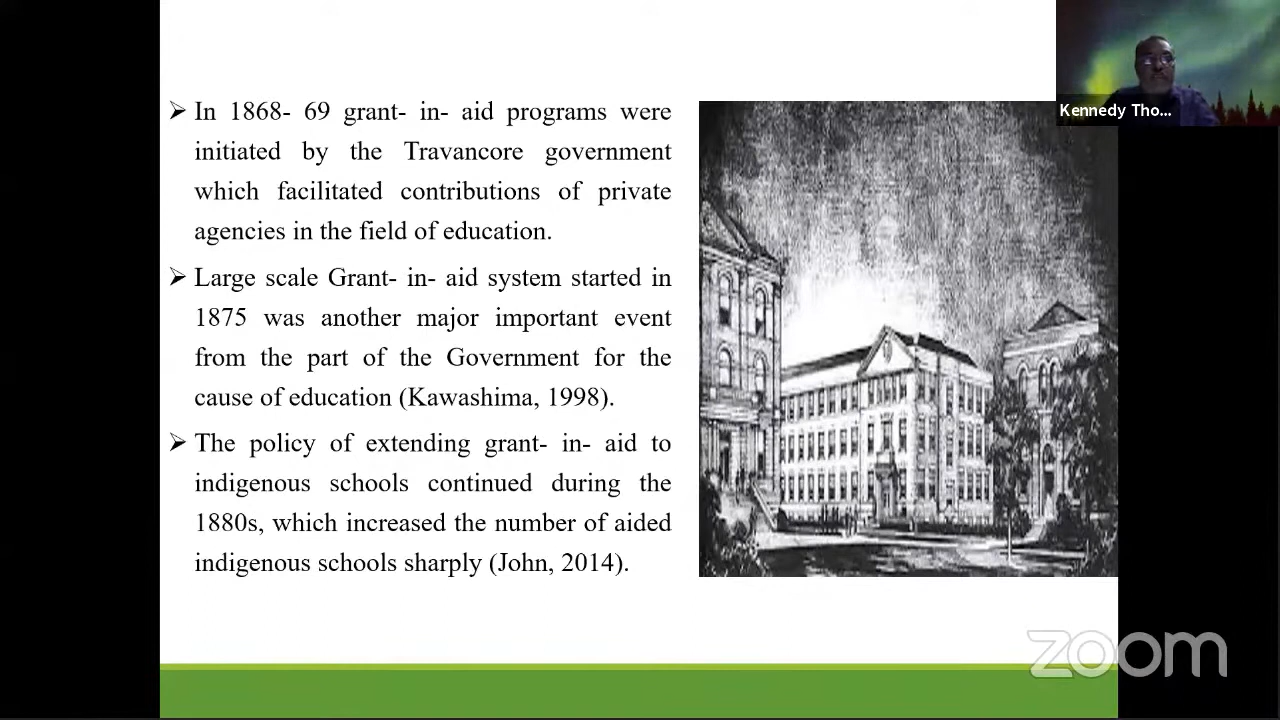 In 1868- 69 grant- in- aid programs were
initiated by the Travancore government
which facilitated contributions of private
agencies in the field of education.
Large scale Grant- in- aid system started in
1875 was another major important event
from the part of the Government for the
cause of education (Kawashima, 1998).
The policy of extending grant- in- aid to
indigenous schools continued during the
1880s, which increased the number of aided
indigenous schools sharply (John, 2014).
Kennedy Tho...
zoom